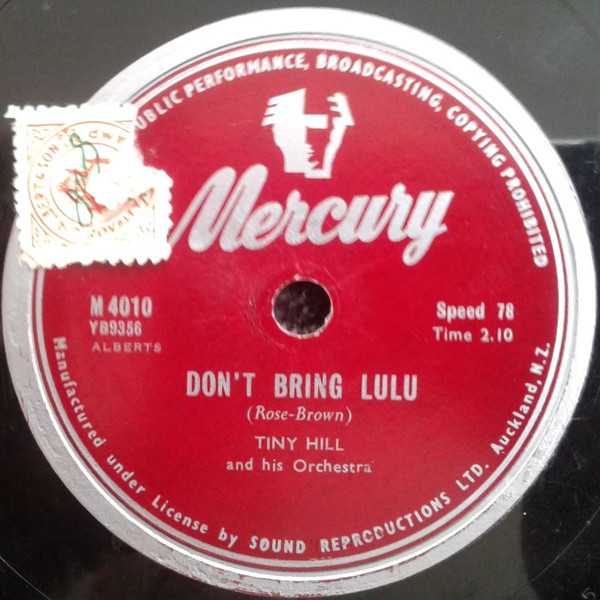 PUBLIC PERFORMANCE, BROADCASTING, COPYING PROHIBITED
Mercury
M 4010
YB9356
ALBERTS
Speed 78
Time 2.10
DON'T BRING LULU
(Rose-Brown)
TINY HILL
and his Orchestra
Manufactured under License by SOUND REPRODUCTIONS LTD. Auckland, N.Z.